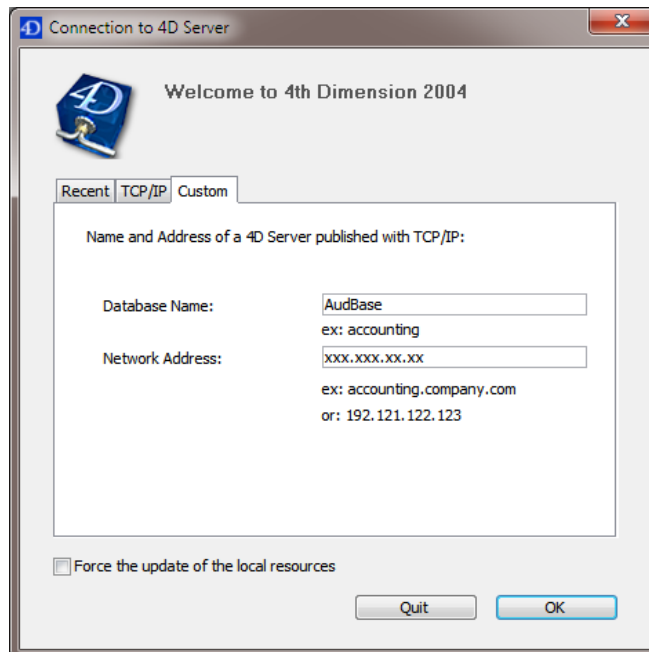 4D Connection to 4D Server
4D
Welcome to 4th Dimension 2004
Recent TCP/IP Custom
Name and Address of a 4D Server published with TCP/IP:
Database Name: AudBase
ex: accounting
Network Address: xxx.xxx.xx.xx
ex: accounting.company.com
or: 192.121.122.123
Force the update of the local resources
Quit OK